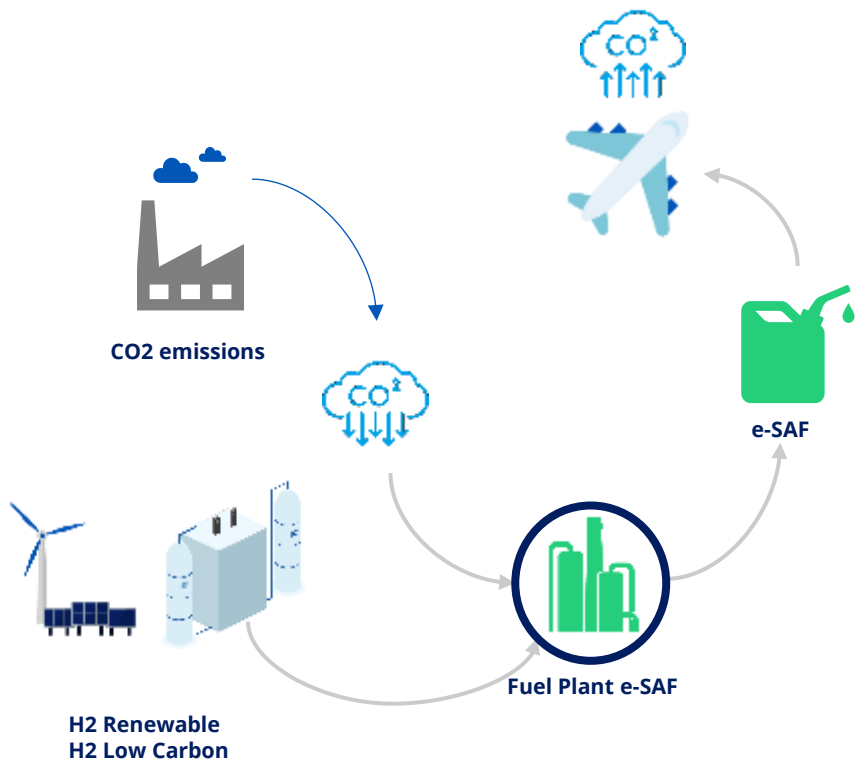 CO²
CO2 emissions
CO²
e-SAF
Fuel Plant e-SAF
H2 Renewable
H2 Low Carbon